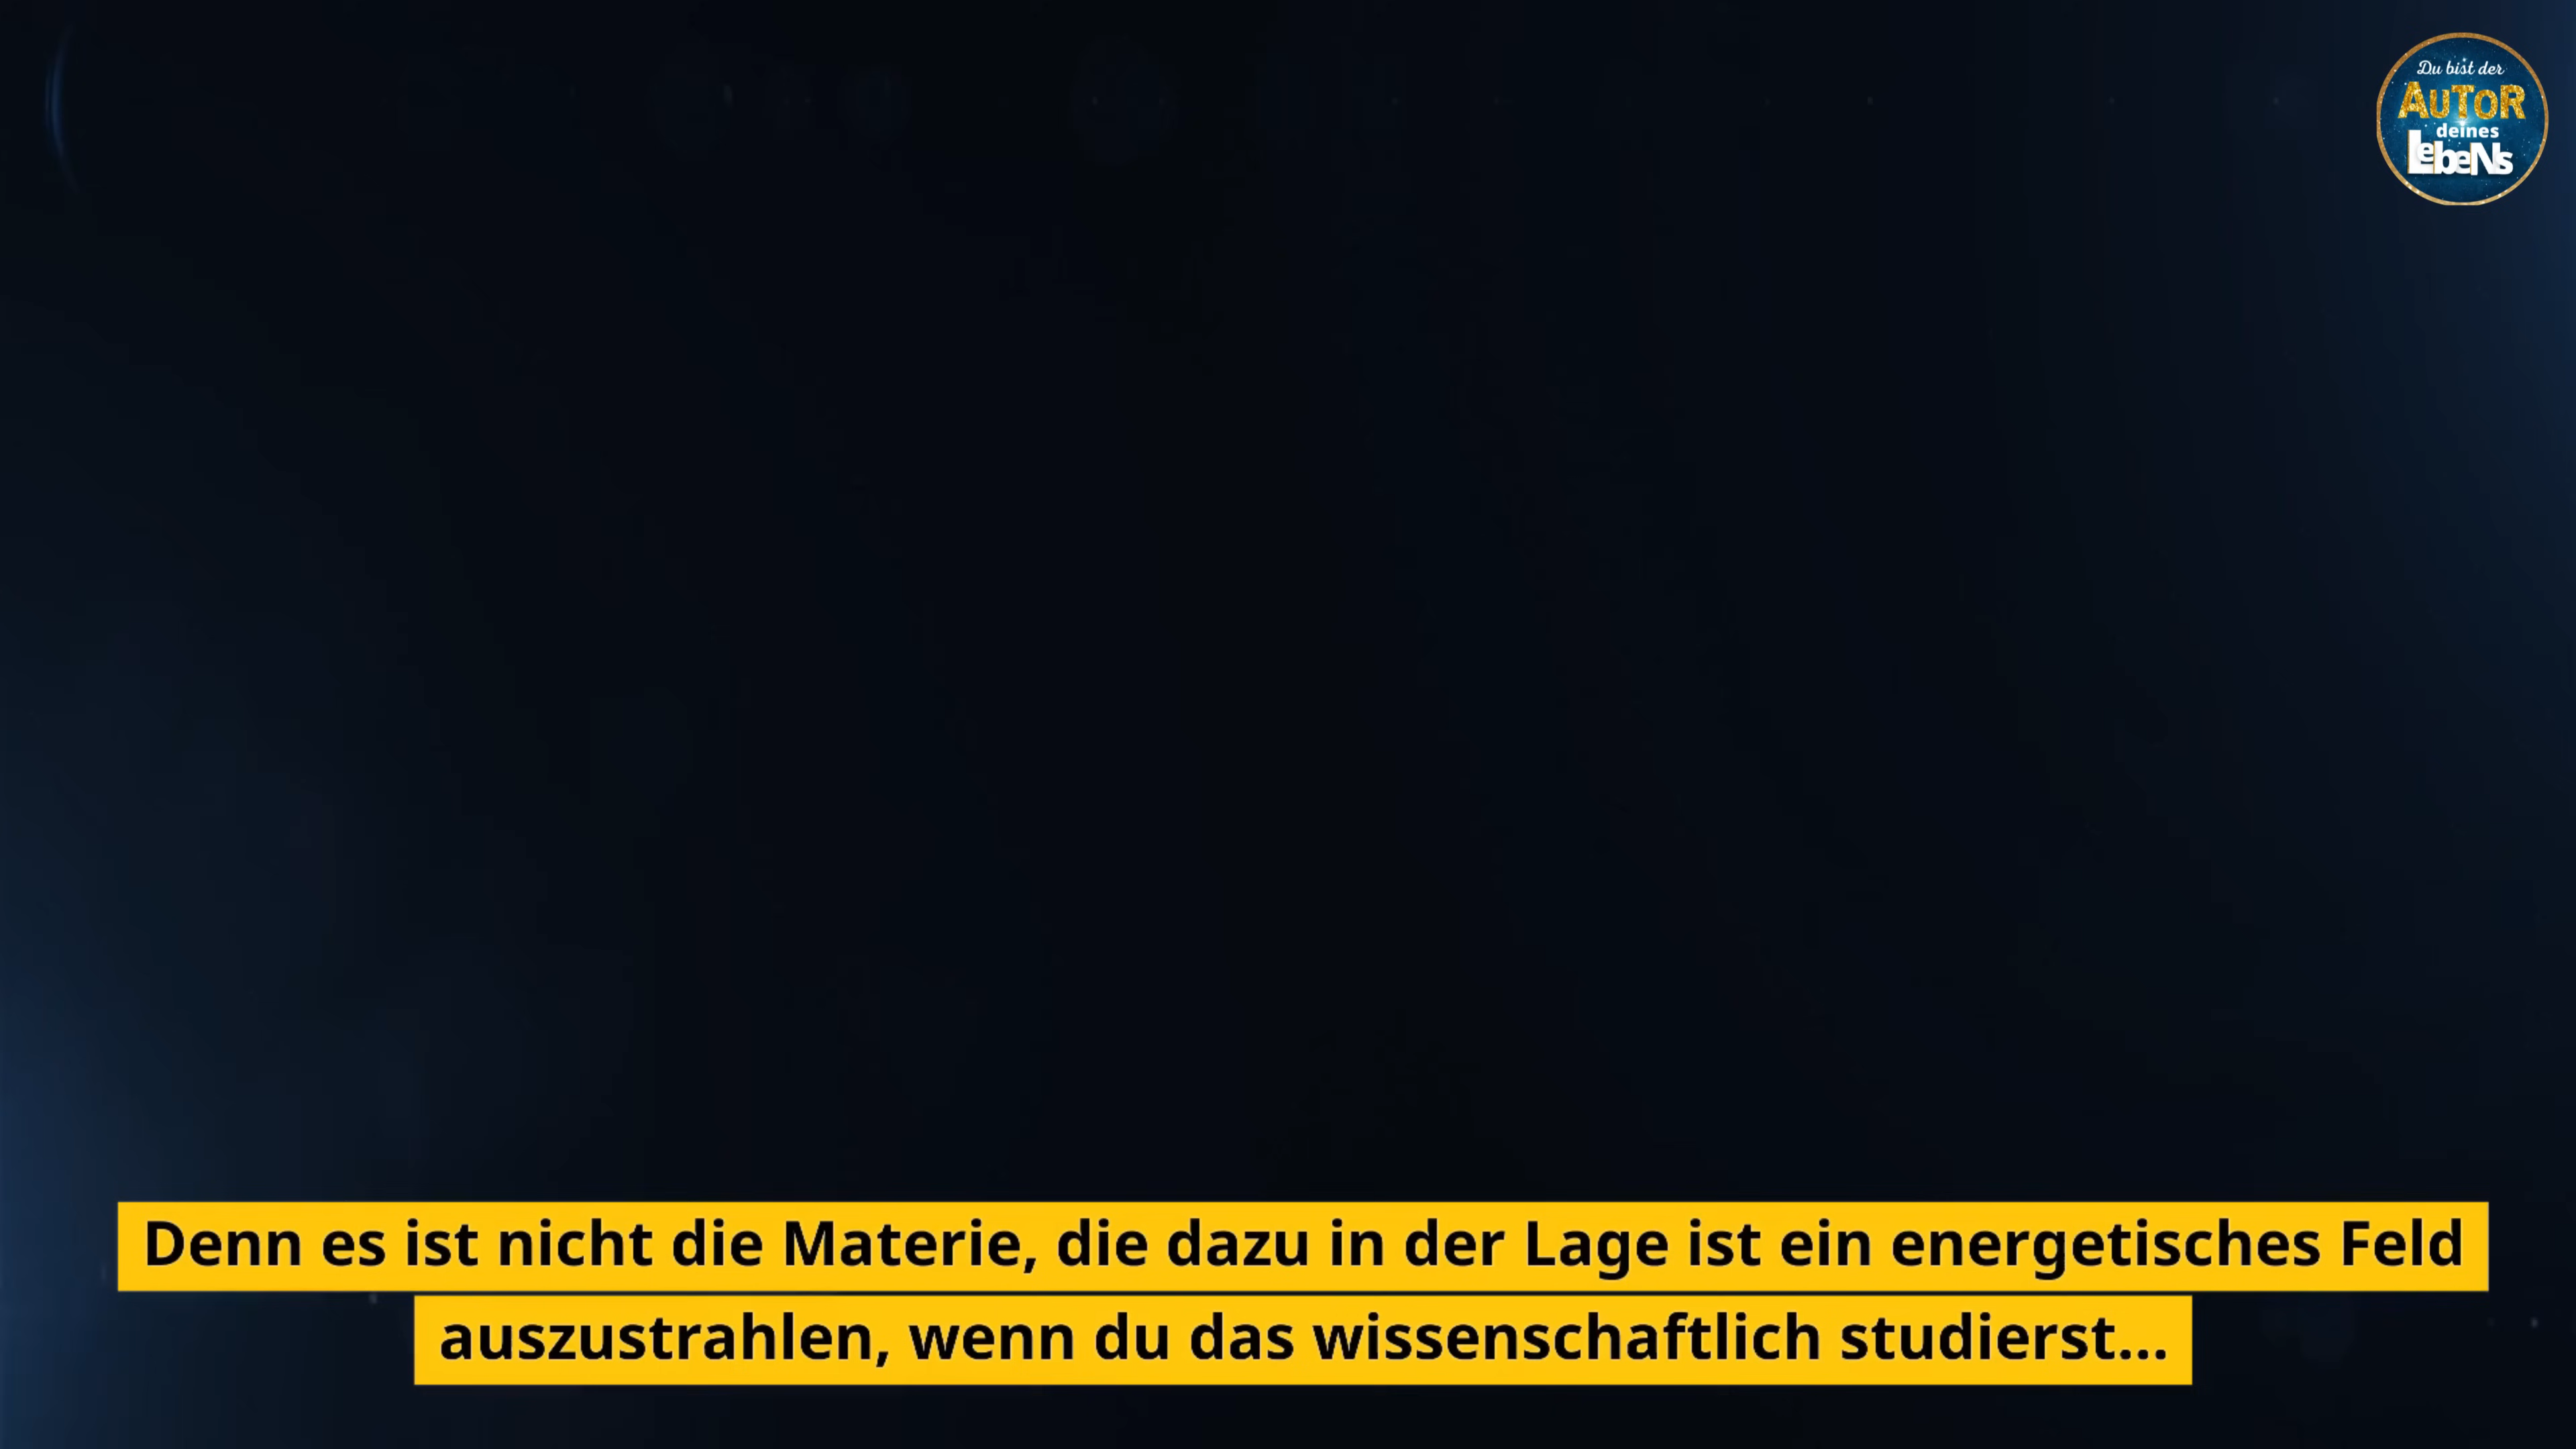 Du bist der
AUTOR
deines
LebeNs
Denn es ist nicht die Materie, die dazu in der Lage ist ein energetisches Feld
auszustrahlen, wenn du das wissenschaftlich studierst...